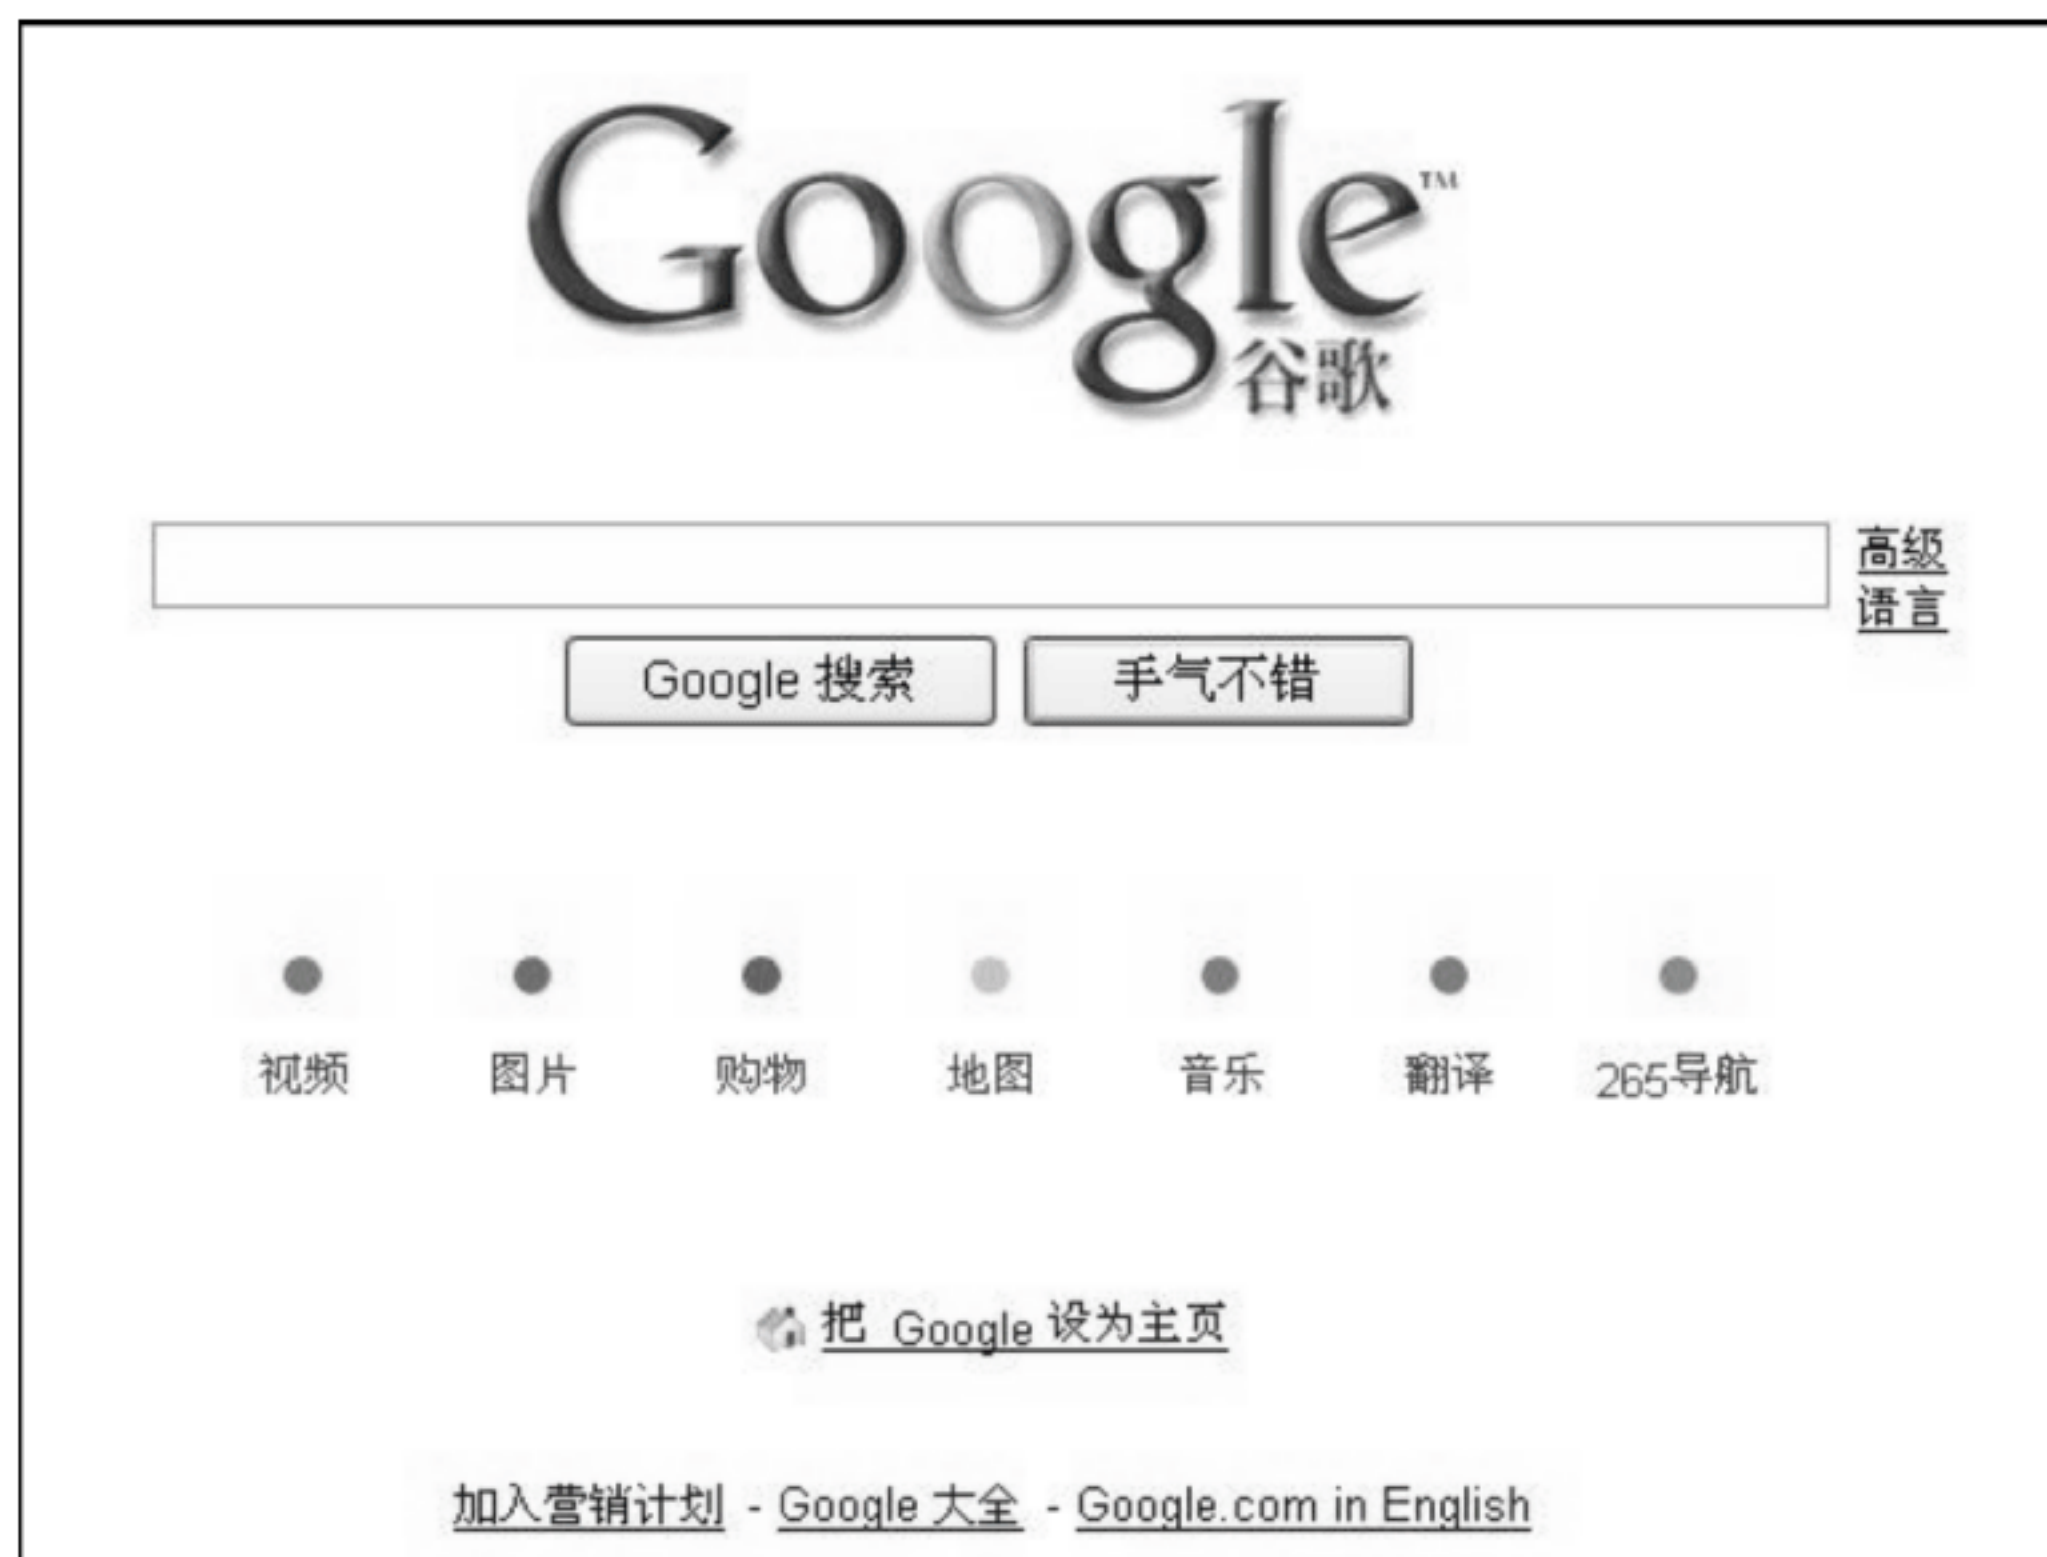 Google™
谷歌
高级
语言
Google 搜索 手气不错
视频 图片 购物 地图 音乐 翻译 265导航
把 Google 设为主页
加入营销计划 - Google 大全 - Google.com in English